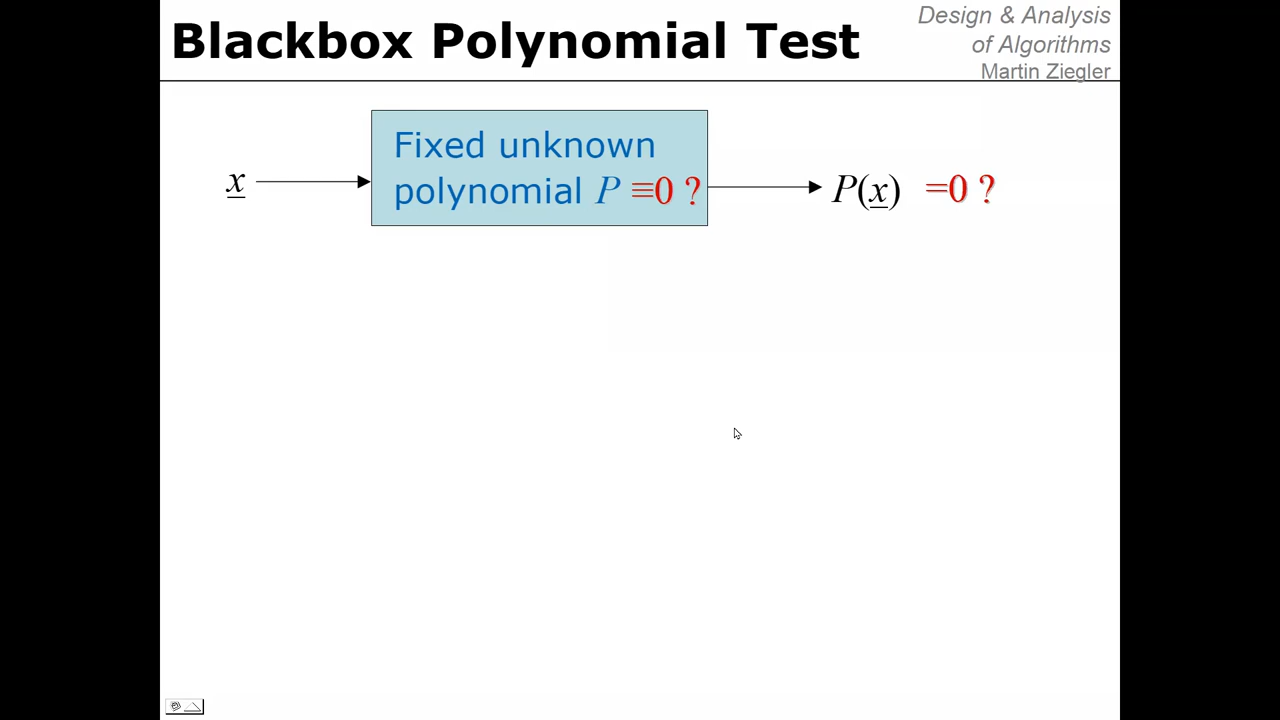 Blackbox Polynomial Test
Design & Analysis
of Algorithms
Martin Ziegler
Fixed unknown
polynomial P ≡0 ?
x
P(x) =0 ?